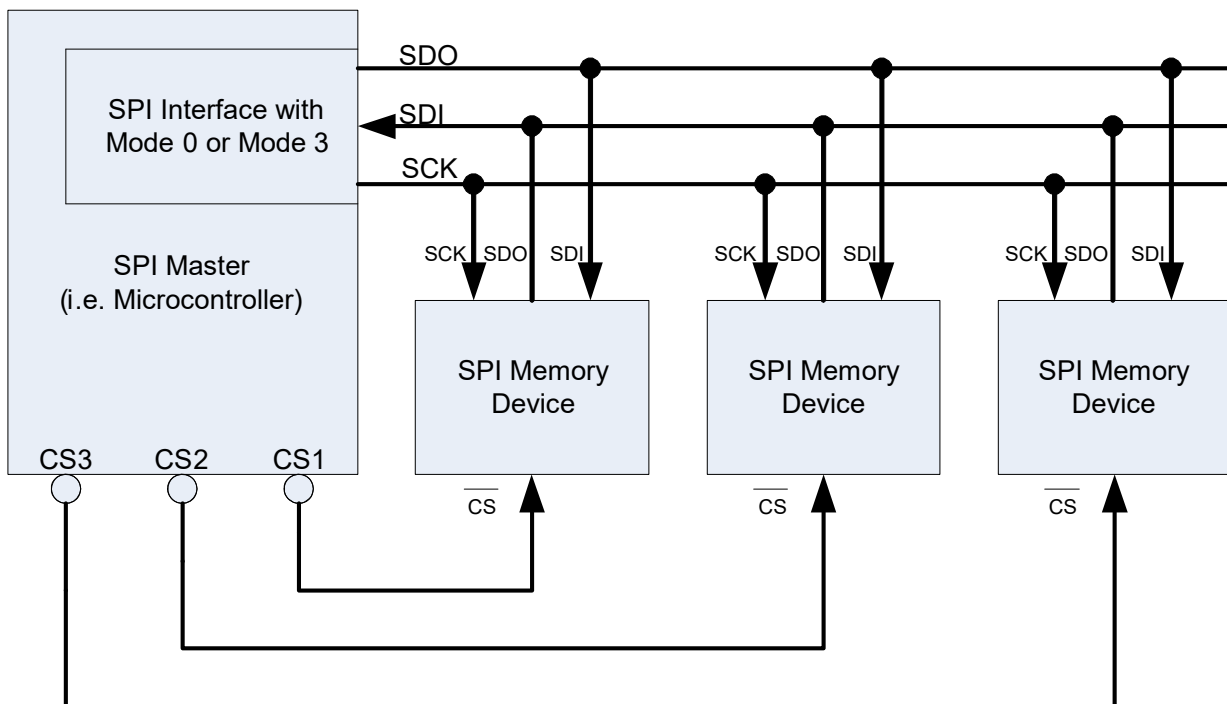 SDO
SPI Interface with
Mode 0 or Mode 3
SDI
SCK
SPI Master
(i.e. Microcontroller)
SCK SDO SDI
SCK SDO SDI
SCK SDO SDI
SPI Memory
Device
SPI Memory
Device
SPI Memory
Device
CS3 CS2 CS1
CS
CS
CS